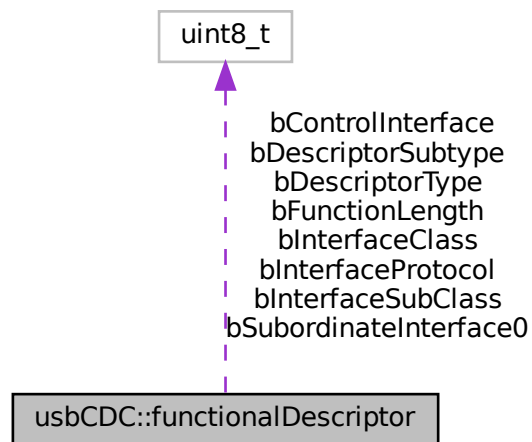 uint8_t
bControlInterface
bDescriptorSubtype
bDescriptorType
bFunctionLength
bInterfaceClass
bInterfaceProtocol
bInterfaceSubClass
bSubordinateInterface0
usbCDC::functionalDescriptor